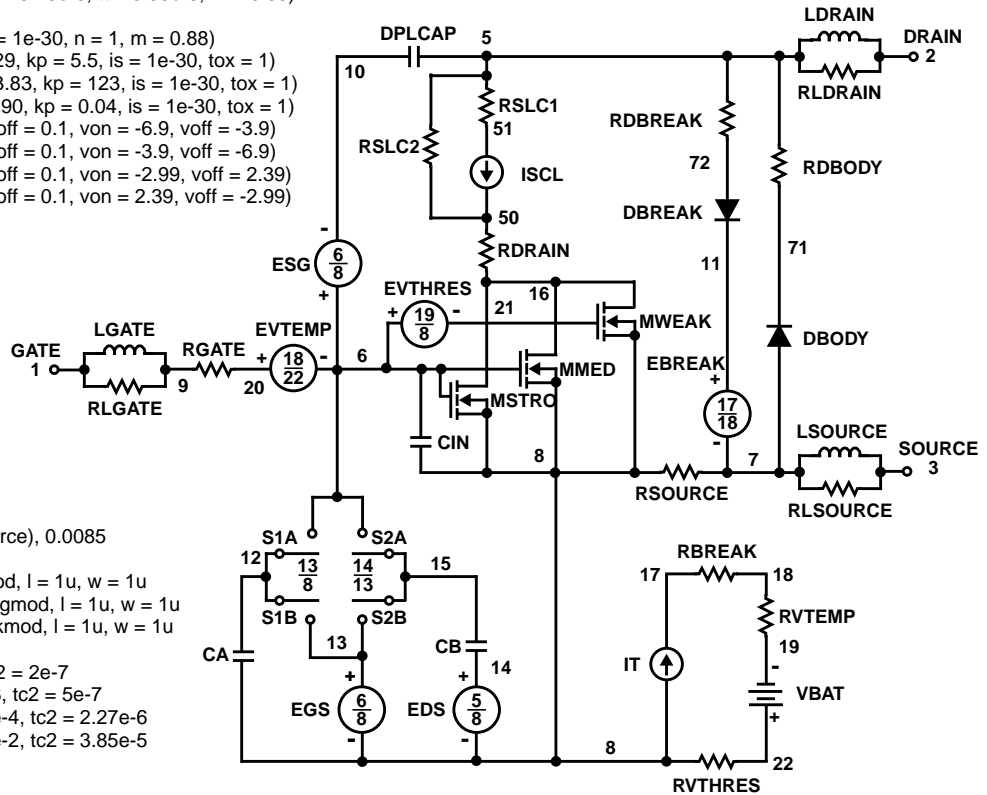 = 1e-30, n = 1, m = 0.88)
29, kp = 5.5, is = 1e-30, tox = 1)
3.83, kp = 123, is = 1e-30, tox = 1)
90, kp = 0.04, is = 1e-30, tox = 1)
off = 0.1, von = -6.9, voff = -3.9)
off = 0.1, von = -3.9, voff = -6.9)
off = 0.1, von = -2.99, voff = 2.39)
off = 0.1, von = 2.39, voff = -2.99)
rce), 0.0085
od, l = 1u, w = 1u
gmod, l = 1u, w = 1u
kmod, l = 1u, w = 1u
2 = 2e-7
, tc2 = 5e-7
e-4, tc2 = 2.27e-6
e-2, tc2 = 3.85e-5
LDRAIN
DPLCAP
5
DRAIN
2
10
RLDRAIN
RSLC1
51
RDBREAK
RSLC2
72
RDBODY
ISCL
DBREAK
50
-
RDRAIN
71
ESG
6
8
11
+
EVTHRES
16
+
19
8
-
21
MWEAK
LGATE
EVTEMP
DBODY
GATE
1
RGATE
+
18
22
-
6
MMED
EBREAK
+
9
20
RLGATE
MSTRO
17
18
-
CIN
LSOURCE
8
7
SOURCE
3
RSOURCE
RLSOURCE
S1A
S2A
12
13
8
14
13
15
RBREAK
17
18
S1B
S2B
RVTEMP
13
CB
19
CA
14
IT
-
+
+
VBAT
EGS
6
8
EDS
5
8
+
-
-
8
22
RVTHRES